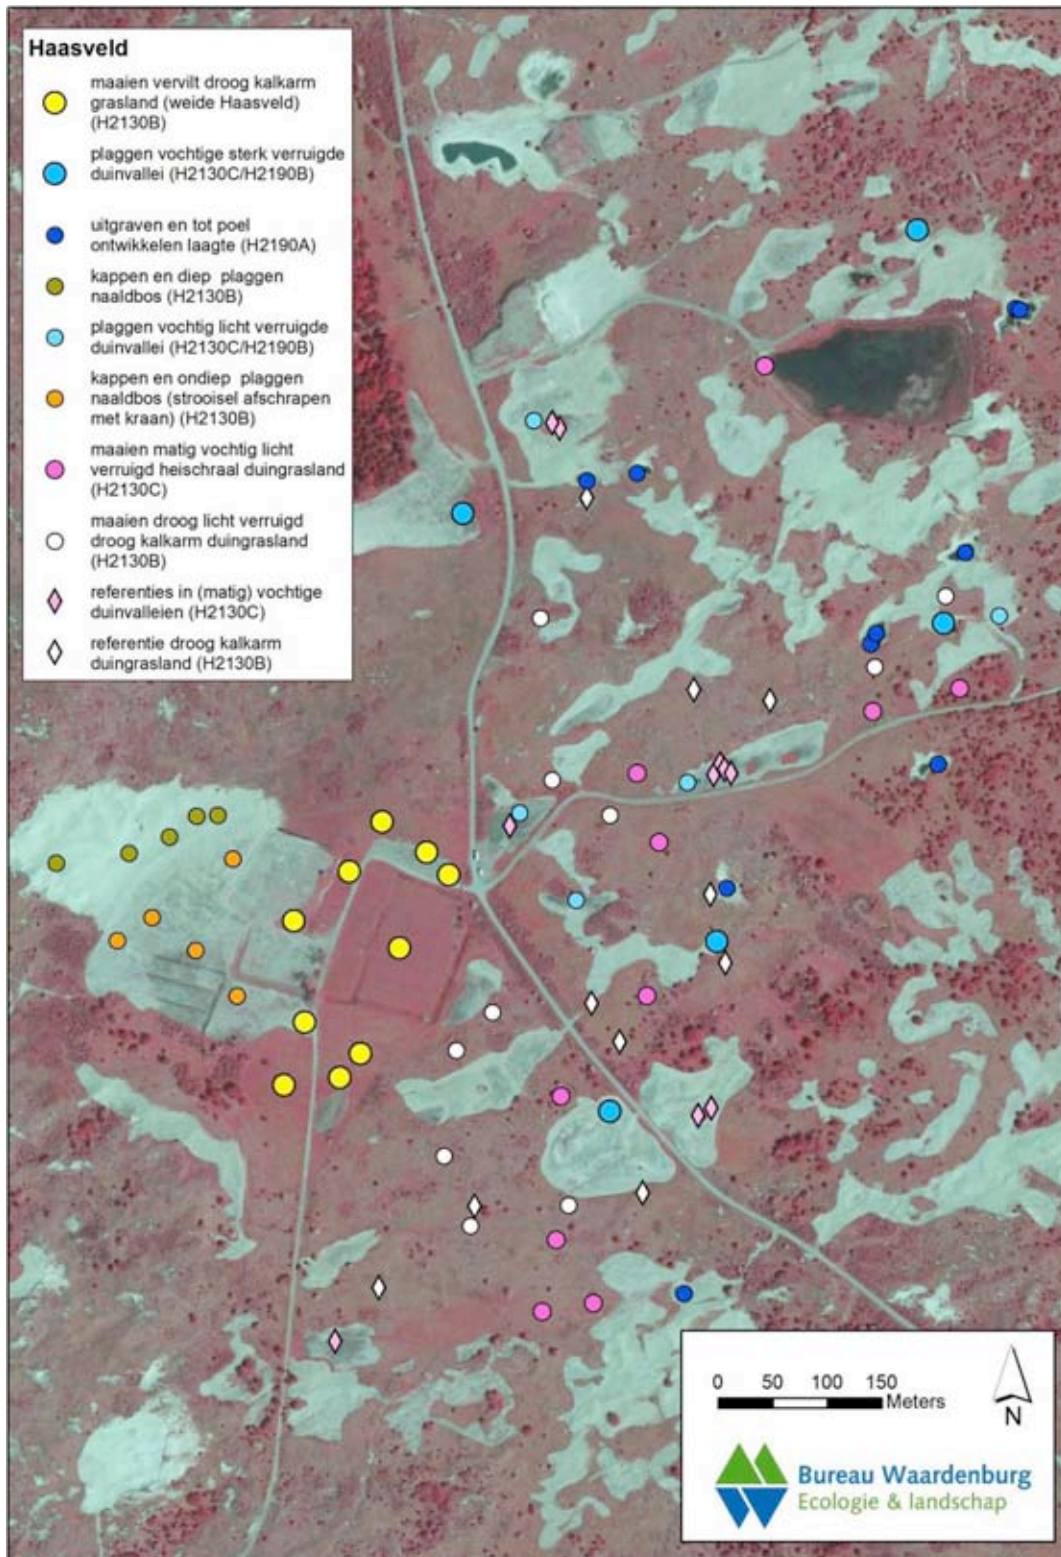 Haasveld
maaien vervilt droog kalkarm
grasland (weide Haasveld)
(H2130B)
plaggen vochtige sterk verruigde
duinvallei (H2130C/H2190B)
uitgraven en tot poel
ontwikkelen laagte (H2190A)
kappen en diep plaggen
naaldbos (H2130B)
plaggen vochtig licht verruigde
duinvallei (H2130C/H2190B)
kappen en ondiep plaggen
naaldbos (strooisel afschrapen
met kraan) (H2130B)
maaien matig vochtig licht
verruigd heischraal duingrasland
(H2130C)
maaien droog licht verruigd
droog kalkarm duingrasland
(H2130B)
referenties in (matig) vochtige
duinvalleien (H2130C)
referentie droog kalkarm
duingrasland (H2130B)
0 50 100 150
Meters
N
Bureau Waardenburg
Ecologie & landschap